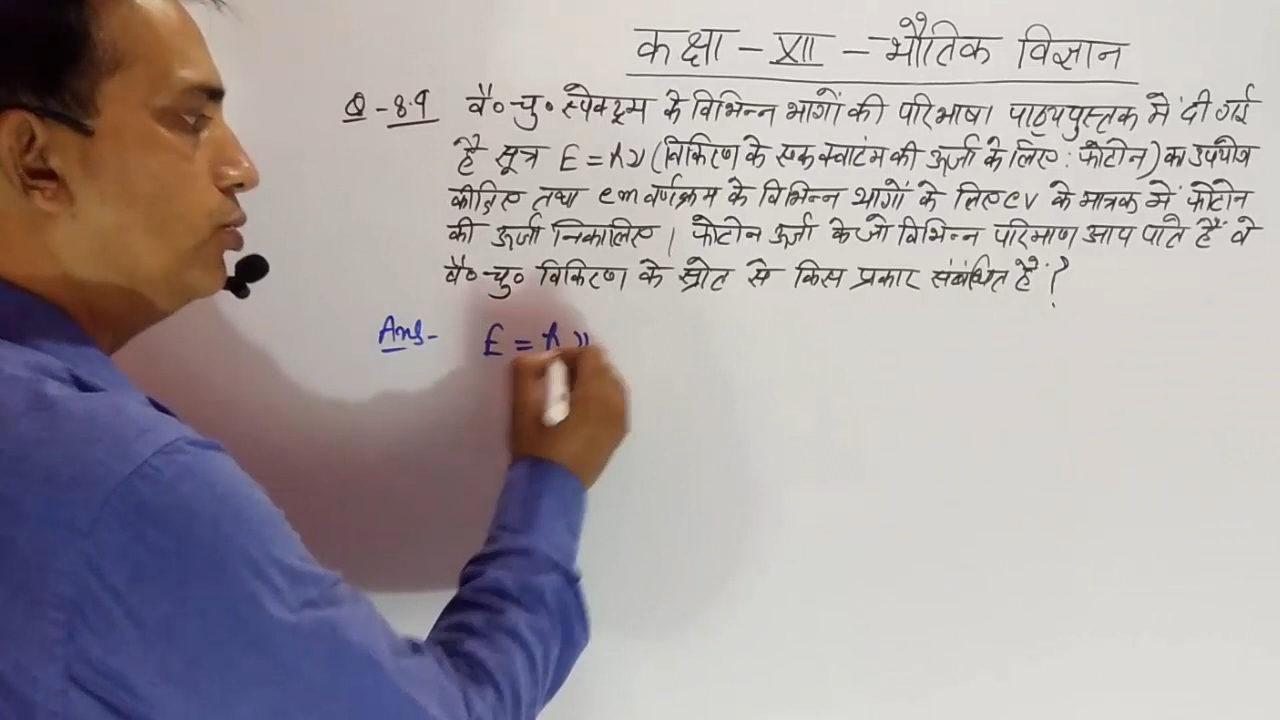 कक्षा - XII - भौतिक विज्ञान
Q - 8.9 वै० चु० स्पेक्ट्रम के विभिन्न भागों की परिभाषा पाठ्यपुस्तक में दी गई
है सूत्र E = hν (विकिरण के एक क्वांटम की ऊर्जा के लिए : फोटोन) का उपयोग
कीजिए तथा em वर्णक्रम के विभिन्न भागों के लिए eV के मात्रक में फोटोन
की ऊर्जा निकालिए। फोटोन ऊर्जा के जो विभिन्न परिमाण आप पाते हैं वे
वै० चु० विकिरण के स्रोत से किस प्रकार संबंधित हैं ?
Ans - E = hν